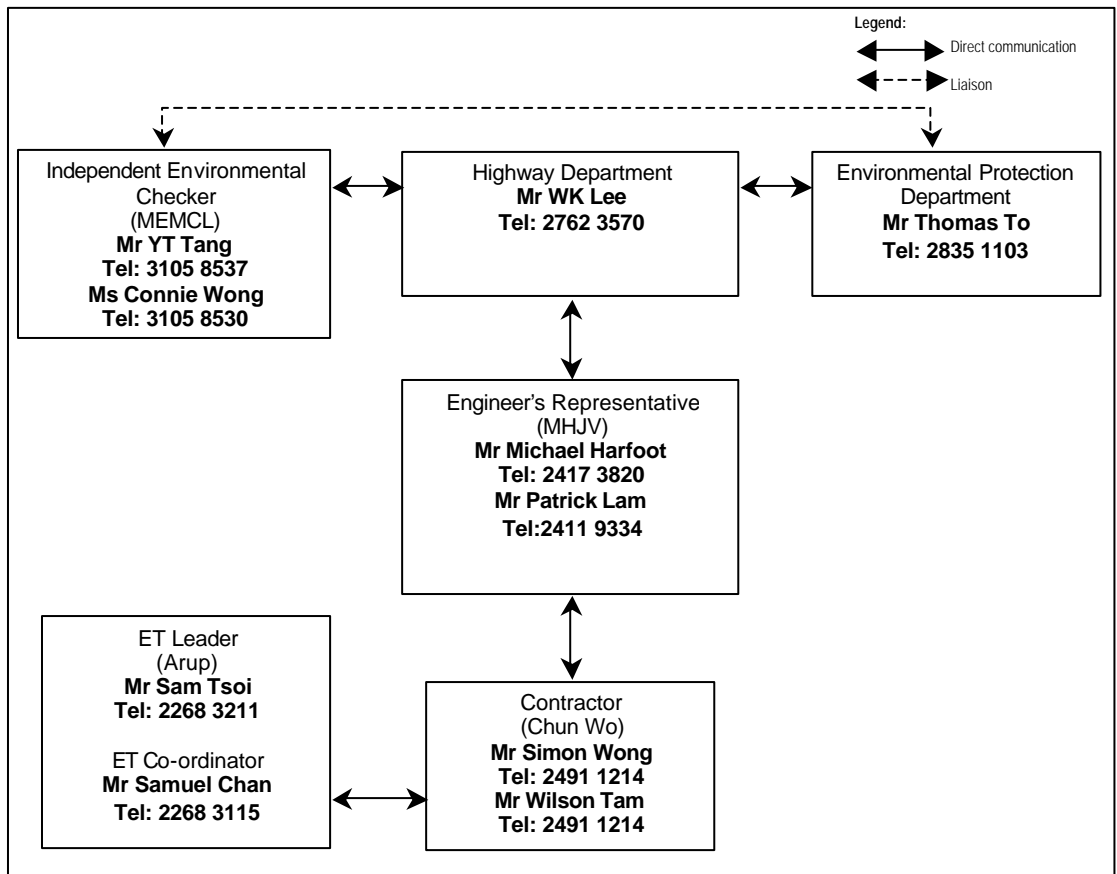 Legend:
Direct communication
Liaison
Independent Environmental
Checker
(MEMCL)
Mr YT Tang
Tel: 3105 8537
Ms Connie Wong
Tel: 3105 8530
Highway Department
Mr WK Lee
Tel: 2762 3570
Environmental Protection
Department
Mr Thomas To
Tel: 2835 1103
Engineer's Representative
(MHJV)
Mr Michael Harfoot
Tel: 2417 3820
Mr Patrick Lam
Tel:2411 9334
ET Leader
(Arup)
Mr Sam Tsoi
Tel: 2268 3211
ET Co-ordinator
Mr Samuel Chan
Tel: 2268 3115
Contractor
(Chun Wo)
Mr Simon Wong
Tel: 2491 1214
Mr Wilson Tam
Tel: 2491 1214